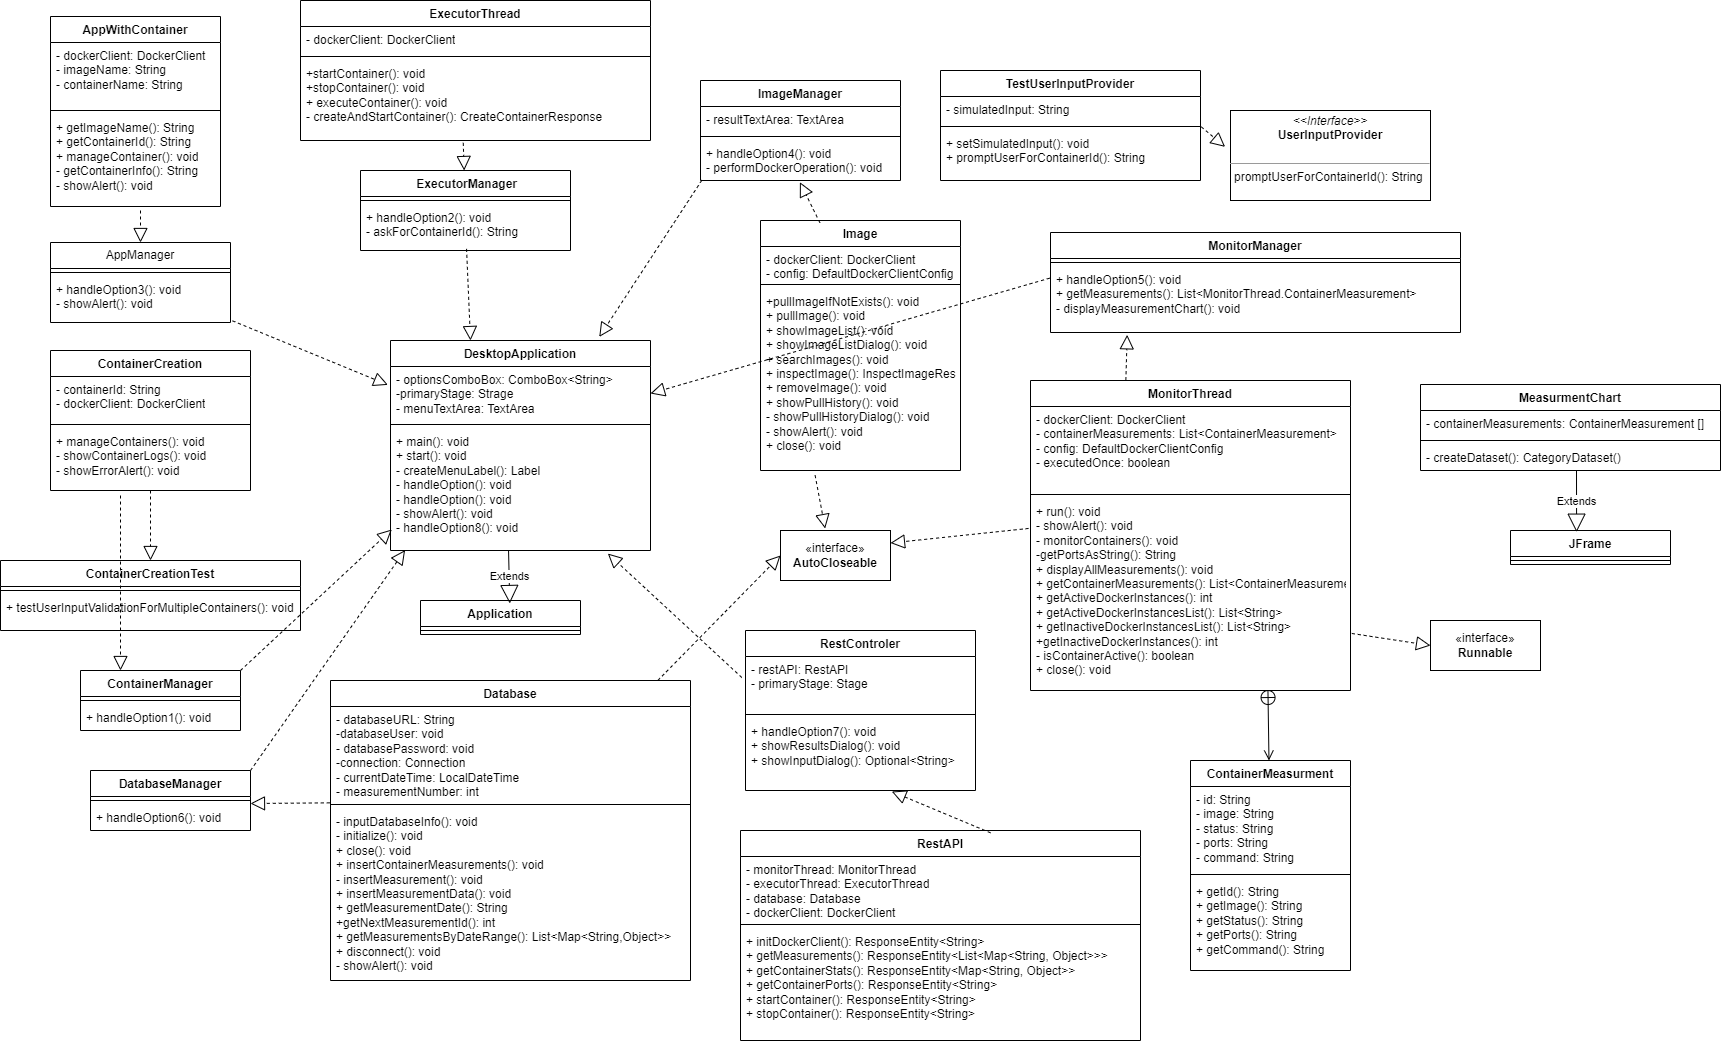 AppWithContainer
- dockerClient: DockerClient
- imageName: String
- containerName: String
+ getImageName(): String
+ getContainerId(): String
+ manageContainer(): void
- getContainerInfo(): String
- showAlert(): void
ExecutorThread
- dockerClient: DockerClient
+startContainer(): void
+stopContainer(): void
+ executeContainer(): void
- createAndStartContainer(): CreateContainerResponse
ImageManager
- resultTextArea: TextArea
+ handleOption4(): void
- performDockerOperation(): void
TestUserInputProvider
- simulatedInput: String
+ setSimulatedInput(): void
+ promptUserForContainerId(): String
<<Interface>>
UserInputProvider
promptUserForContainerId(): String
ExecutorManager
+ handleOption2(): void
- askForContainerId(): String
AppManager
+ handleOption3(): void
- showAlert(): void
Image
- dockerClient: DockerClient
- config: DefaultDockerClientConfig
+pullImageIfNotExists(): void
+ pullImage(): void
+ showImageList(): void
+ showImageListDialog(): void
+ searchImages(): void
+ inspectImage(): InspectImageRes
+ removeImage(): void
+ showPullHistory(): void
- showPullHistoryDialog(): void
- showAlert(): void
+ close(): void
MonitorManager
+ handleOption5(): void
+ getMeasurements(): List<MonitorThread.ContainerMeasurement>
- displayMeasurementChart(): void
ContainerCreation
- containerId: String
- dockerClient: DockerClient
+ manageContainers(): void
- showContainerLogs(): void
- showErrorAlert(): void
DesktopApplication
- optionsComboBox: ComboBox<String>
-primaryStage: Strage
- menuTextArea: TextArea
+ main(): void
+ start(): void
- createMenuLabel(): Label
- handleOption(): void
- handleOption(): void
- showAlert(): void
- handleOption8(): void
MonitorThread
- dockerClient: DockerClient
- containerMeasurements: List<ContainerMeasurement>
- config: DefaultDockerClientConfig
- executedOnce: boolean
+ run(): void
- showAlert(): void
- monitorContainers(): void
-getPortsAsString(): String
+ displayAllMeasurements(): void
+ getContainerMeasurements(): List<ContainerMeasureme
+ getActiveDockerInstances(): int
+ getActiveDockerInstancesList(): List<String>
+ getInactiveDockerInstancesList(): List<String>
+getInactiveDockerInstances(): int
- isContainerActive(): boolean
+ close(): void
MeasurmentChart
- containerMeasurements: ContainerMeasurement []
- createDataset(): CategoryDataset()
Extends
JFrame
«interface»
AutoCloseable
ContainerCreationTest
+ testUserInputValidationForMultipleContainers(): void
Extends
Application
«interface»
Runnable
ContainerManager
+ handleOption1(): void
RestControler
- restAPI: RestAPI
- primaryStage: Stage
+ handleOption7(): void
+ showResultsDialog(): void
+ showInputDialog(): Optional<String>
Database
- databaseURL: String
-databaseUser: void
- databasePassword: void
-connection: Connection
- currentDateTime: LocalDateTime
- measurementNumber: int
- inputDatabaseInfo(): void
- initialize(): void
+ close(): void
+ insertContainerMeasurements(): void
- insertMeasurement(): void
+ insertMeasurementData(): void
+ getMeasurementDate(): String
+getNextMeasurementId(): int
+ getMeasurementsByDateRange(): List<Map<String,Object>>
+ disconnect(): void
- showAlert(): void
DatabaseManager
+ handleOption6(): void
ContainerMeasurment
- id: String
- image: String
- status: String
- ports: String
- command: String
+ getId(): String
+ getImage(): String
+ getStatus(): String
+ getPorts(): String
+ getCommand(): String
RestAPI
- monitorThread: MonitorThread
- executorThread: ExecutorThread
- database: Database
- dockerClient: DockerClient
+ initDockerClient(): ResponseEntity<String>
+ getMeasurements(): ResponseEntity<List<Map<String, Object>>>
+ getContainerStats(): ResponseEntity<Map<String, Object>>
+ getContainerPorts(): ResponseEntity<String>
+ startContainer(): ResponseEntity<String>
+ stopContainer(): ResponseEntity<String>